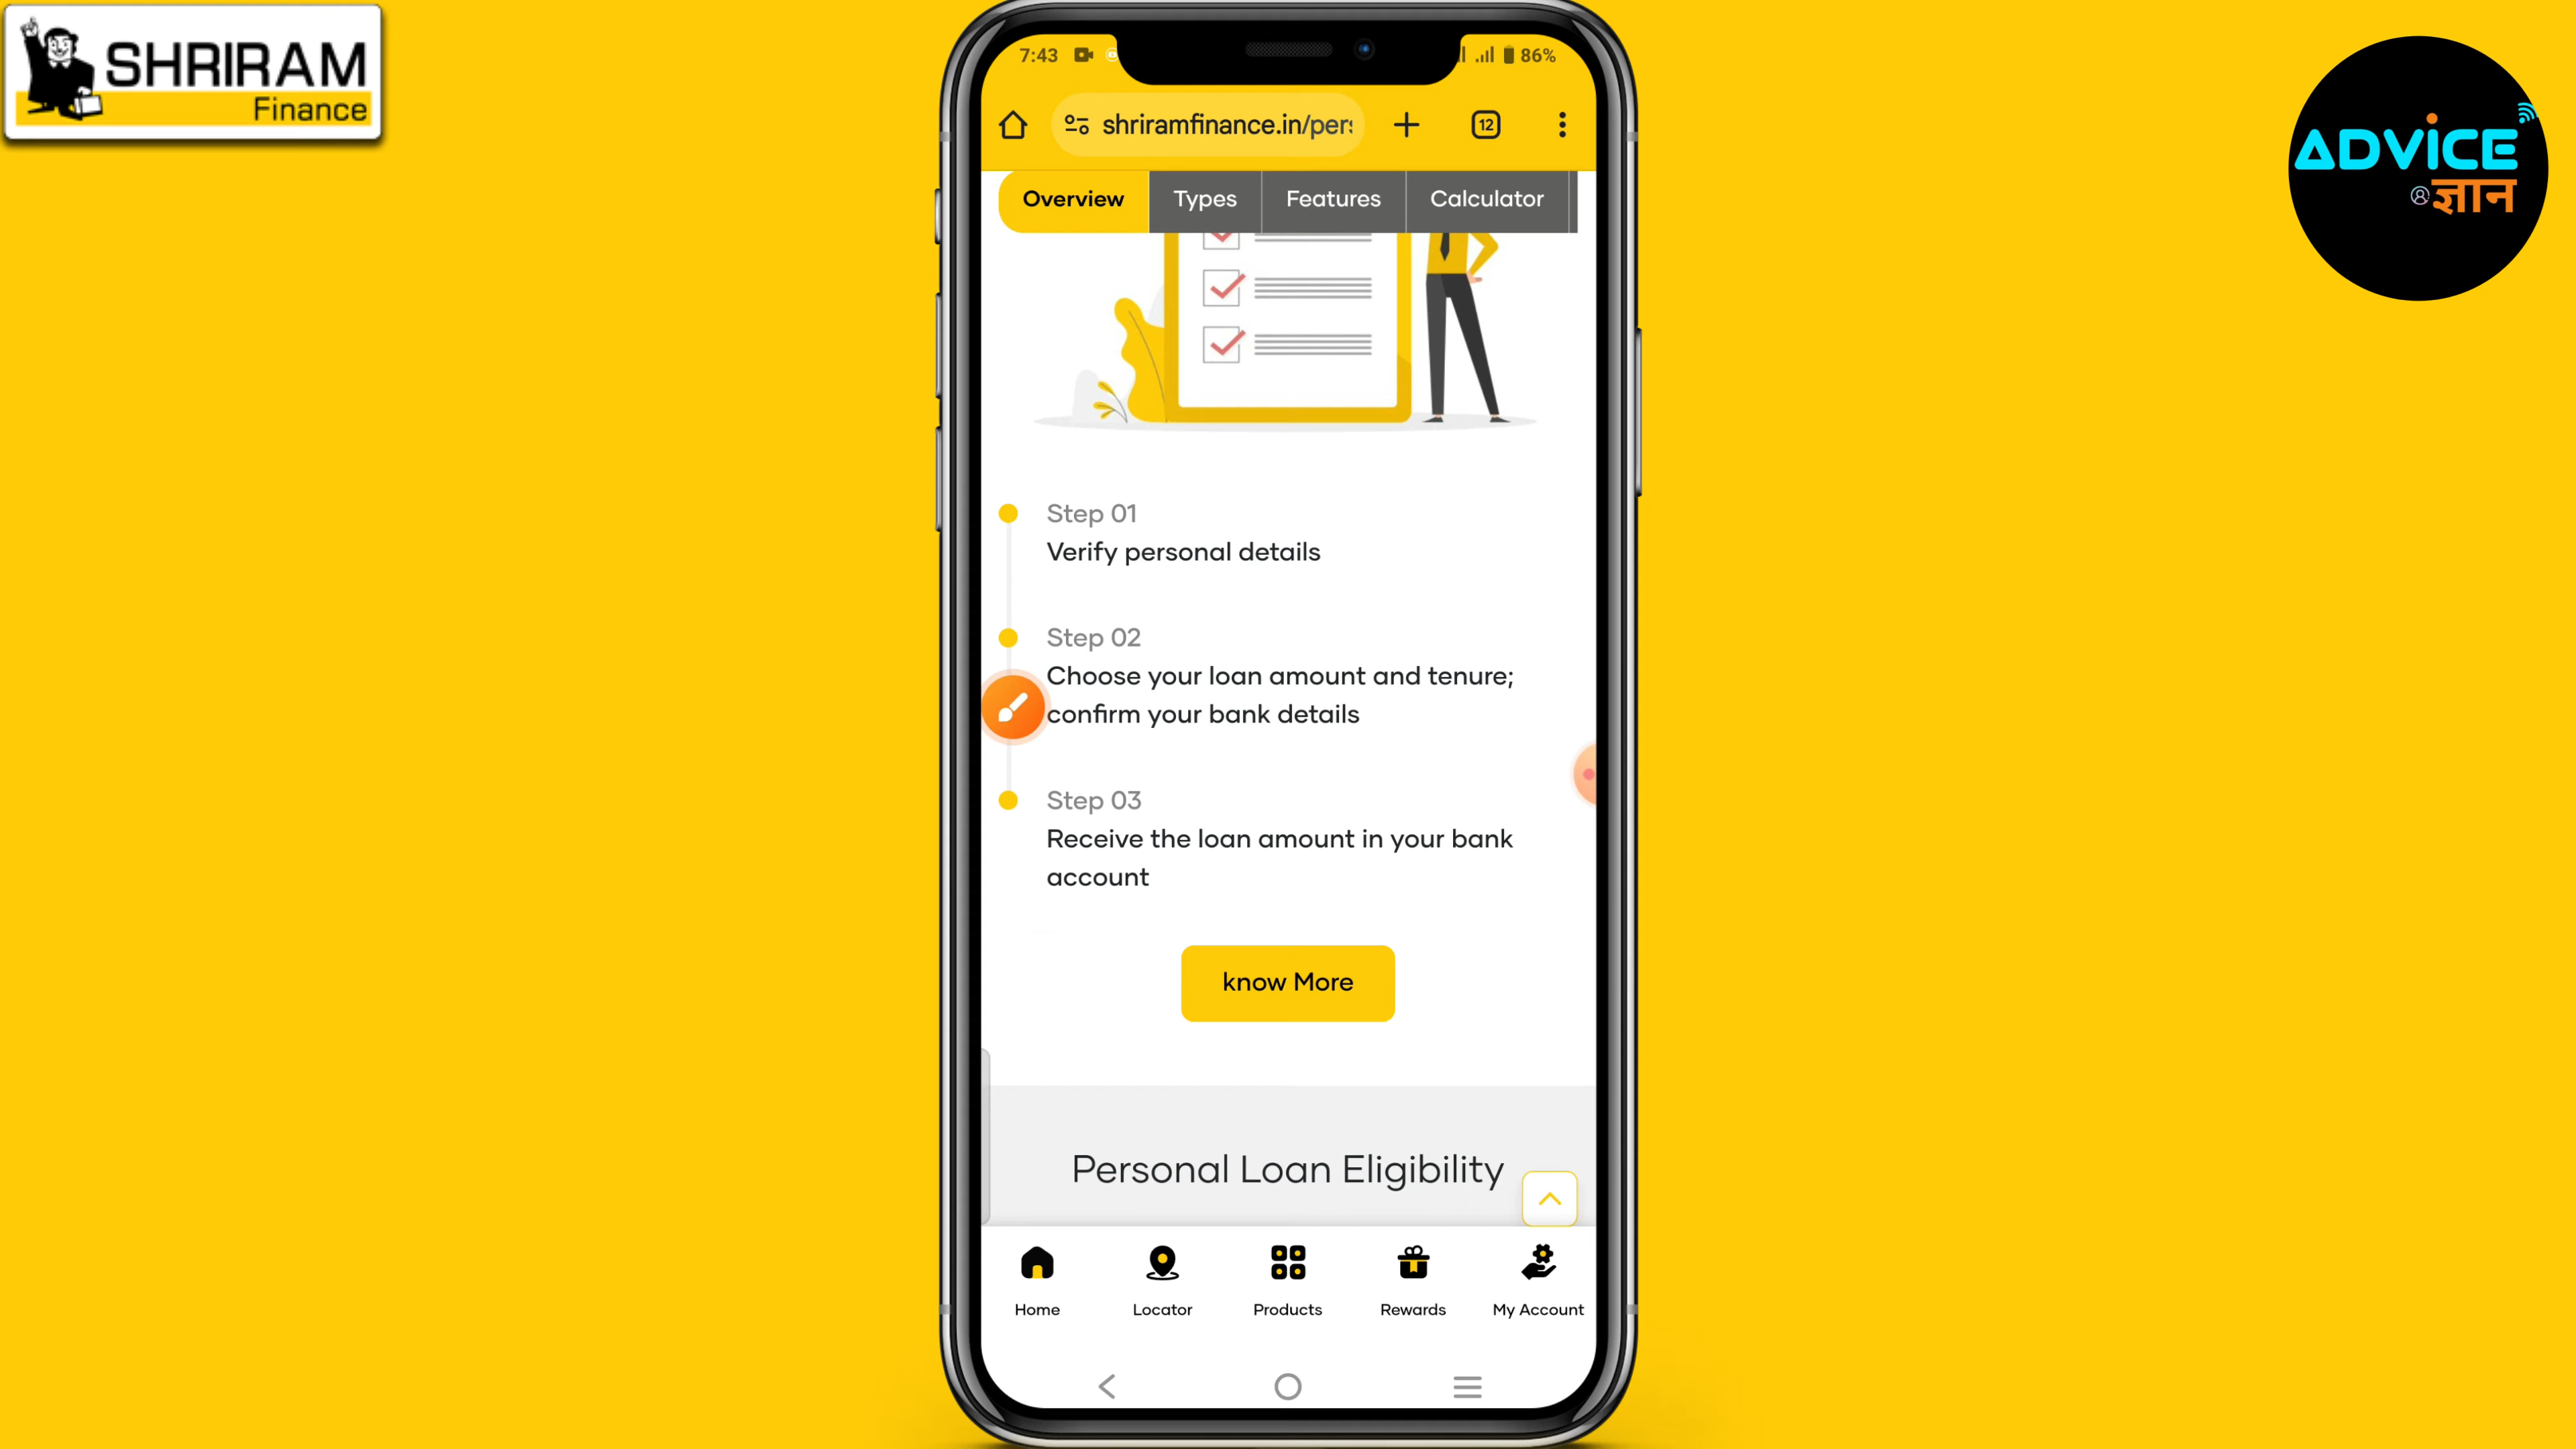 SHRIRAM
Finance
7:43
86%
shriramfinance.in/per
12
Overview Types Features Calculator
Step 01
Verify personal details
Step 02
Choose your loan amount and tenure;
confirm your bank details
Step 03
Receive the loan amount in your bank
account
know More
Personal Loan Eligibility
Home Locator Products Rewards My Account
ADVICE
ज्ञान